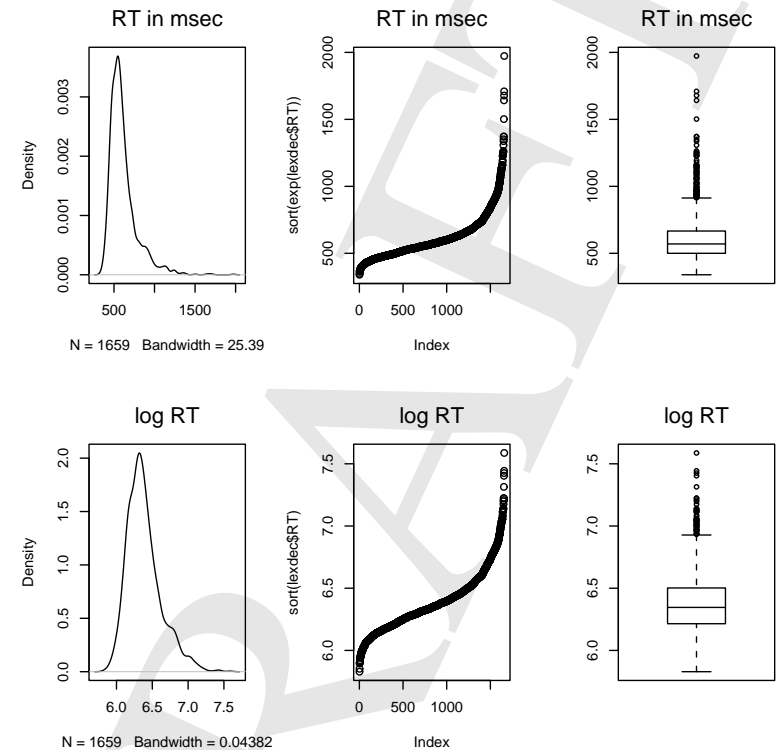 RT in msec
RT in msec
RT in msec
Density
0.000
0.001
0.002
0.003
500
1500
N = 1659 Bandwidth = 25.39
sort(exp(lexdec$RT))
500
1000
1500
2000
0
500
1000
Index
500
1000
1500
2000
log RT
log RT
log RT
Density
0.0
0.5
1.0
1.5
2.0
6.0
6.5
7.0
7.5
N = 1659 Bandwidth = 0.04382
sort(lexdec$RT)
6.0
6.5
7.0
7.5
0
500
1000
Index
6.0
6.5
7.0
7.5